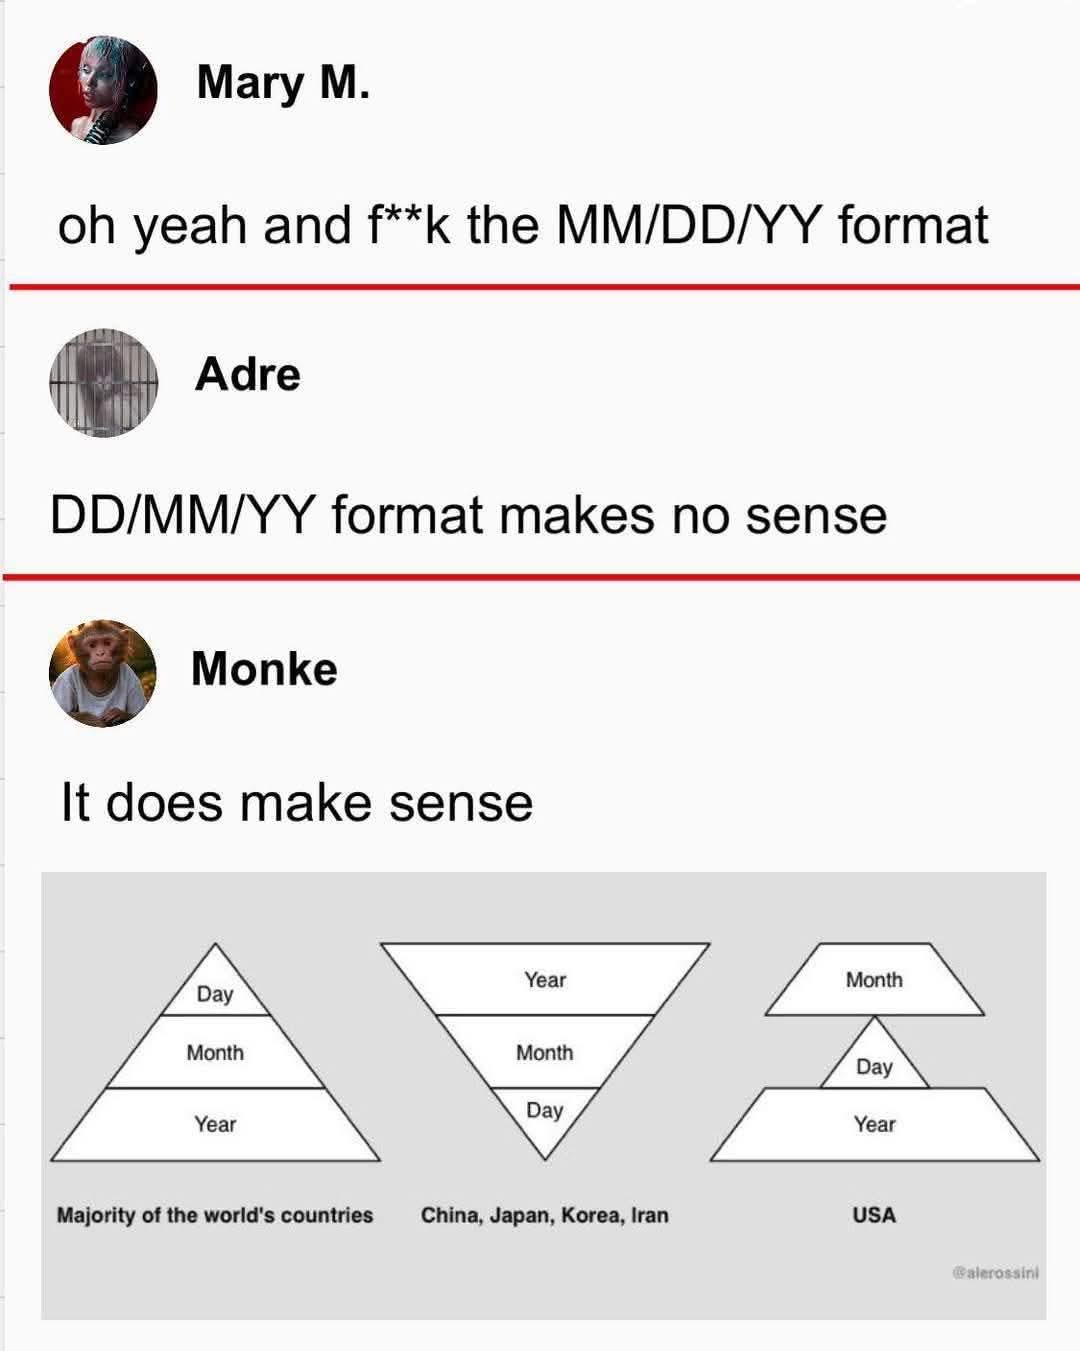 Mary M.
oh yeah and f**k the MM/DD/YY format
Adre
DD/MM/YY format makes no sense
Monke
It does make sense
Day
Month
Year
Majority of the world's countries
Year
Month
Day
China, Japan, Korea, Iran
Month
Day
Year
USA
@alerossini